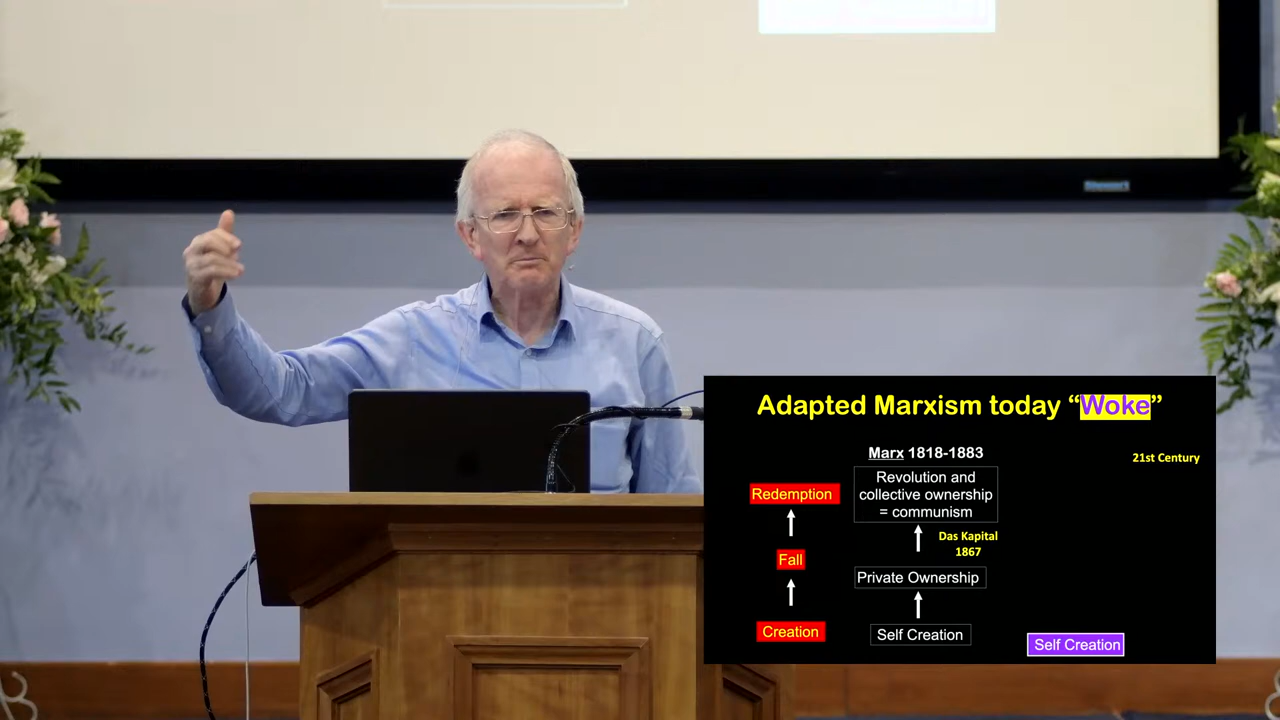 Stewart
Adapted Marxism today “Woke”
Marx 1818-1883
21st Century
Redemption
Revolution and
collective ownership
= communism
Das Kapital
1867
Fall
Private Ownership
Creation
Self Creation
Self Creation